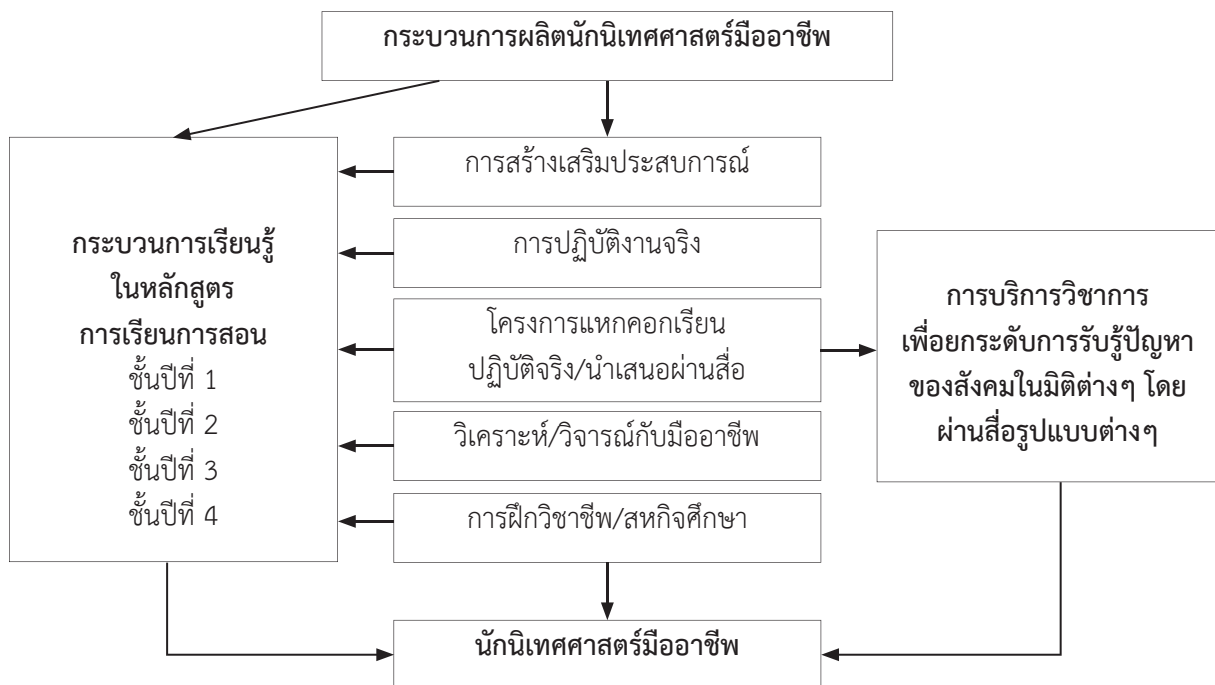 กระบวนการผลิตนักนิเทศศาสตร์มืออาชีพ
การสร้างเสริมประสบการณ์
การปฏิบัติงานจริง
โครงการแหกคอกเรียน
ปฏิบัติจริง/นำเสนอผ่านสื่อ
วิเคราะห์/วิจารณ์กับมืออาชีพ
การฝึกวิชาชีพ/สหกิจศึกษา
กระบวนการเรียนรู้
ในหลักสูตร
การเรียนการสอน
ชั้นปีที่ 1
ชั้นปีที่ 2
ชั้นปีที่ 3
ชั้นปีที่ 4
การบริการวิชาการ
เพื่อยกระดับการรับรู้ปัญหา
ของสังคมในมิติต่างๆ โดย
ผ่านสื่อรูปแบบต่างๆ
นักนิเทศศาสตร์มืออาชีพ